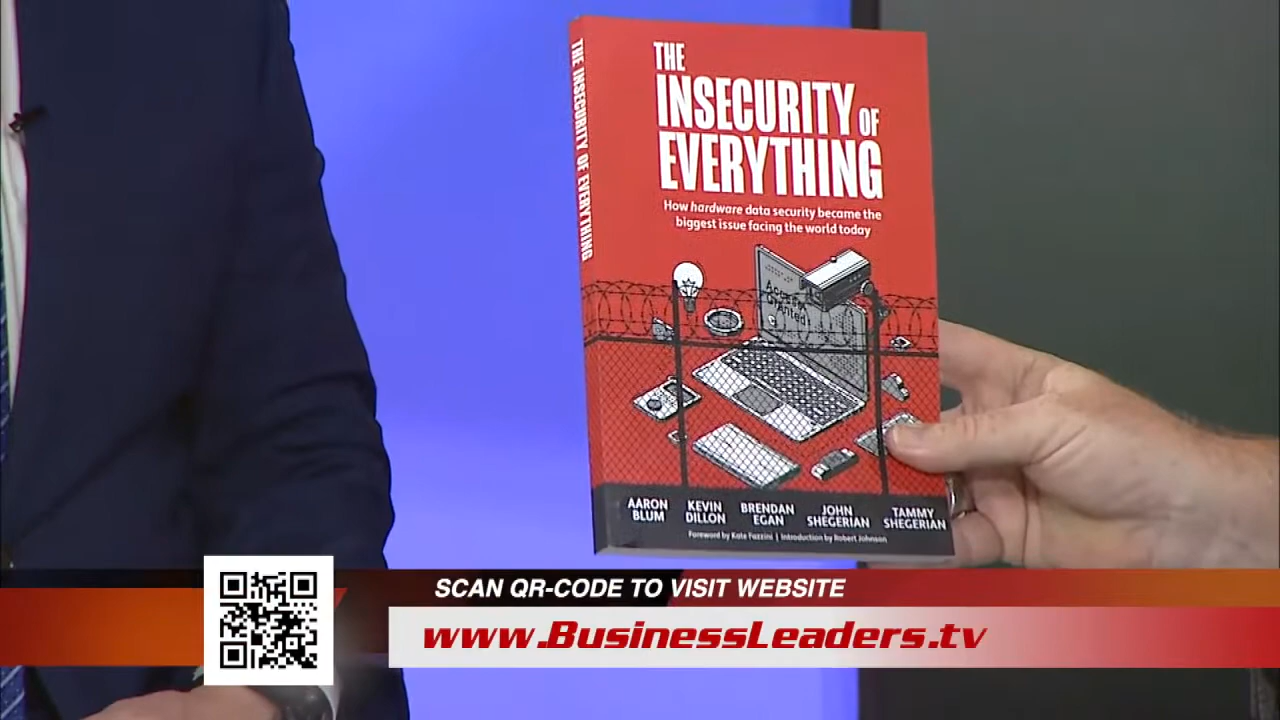 THE INSECURITY OF EVERYTHING
THE
INSECURITY OF
EVERYTHING
How hardware data security became the
biggest issue facing the world today
Access
Granted
AARON
BLUM
KEVIN
DILLON
BRENDAN
EGAN
JOHN
SHEGERIAN
TAMMY
SHEGERIAN
Foreword by Kate Fazzini | Introduction by Robert Johnson
SCAN QR-CODE TO VISIT WEBSITE
www.BusinessLeaders.tv